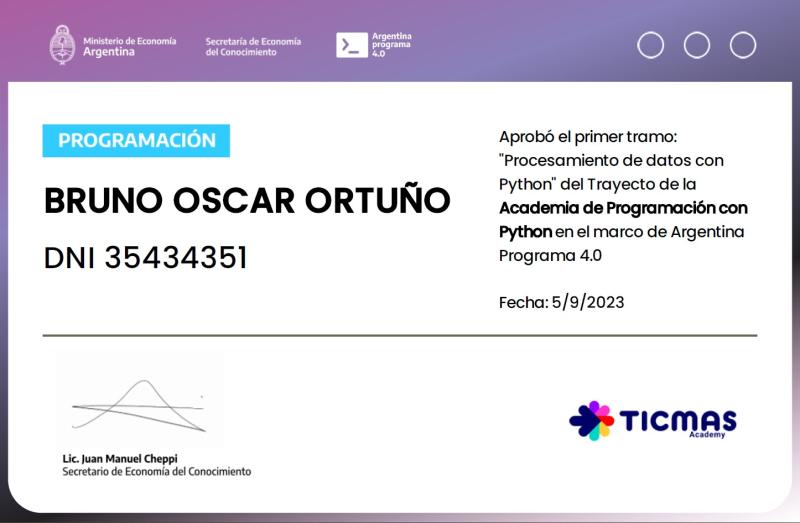 Ministerio de Economía
Argentina
Secretaría de Economía
del Conocimiento
Argentina
programa
4.0
PROGRAMACIÓN
BRUNO OSCAR ORTUÑO
DNI 35434351
Aprobó el primer tramo:
"Procesamiento de datos con
Python" del Trayecto de la
Academia de Programación con
Python en el marco de Argentina
Programa 4.0
Fecha: 5/9/2023
Lic. Juan Manuel Cheppi
Secretario de Economía del Conocimiento
TICMAS
Academy